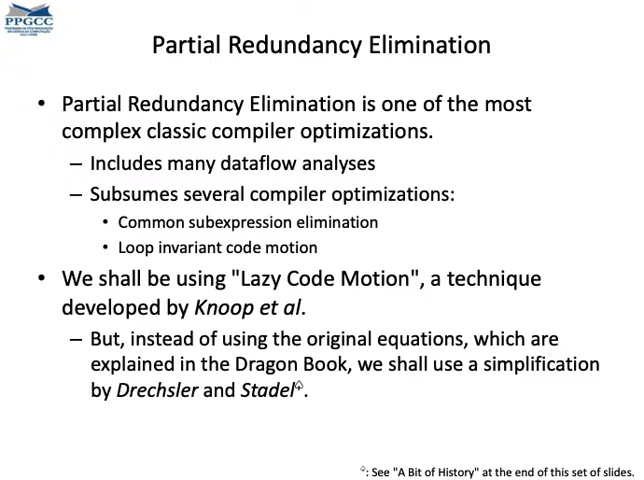 PPGCC
Partial Redundancy Elimination
• Partial Redundancy Elimination is one of the most
complex classic compiler optimizations.
– Includes many dataflow analyses
– Subsumes several compiler optimizations:
• Common subexpression elimination
• Loop invariant code motion
• We shall be using "Lazy Code Motion", a technique
developed by Knoop et al.
– But, instead of using the original equations, which are
explained in the Dragon Book, we shall use a simplification
by Drechsler and Stadel♤.
♤: See "A Bit of History" at the end of this set of slides.